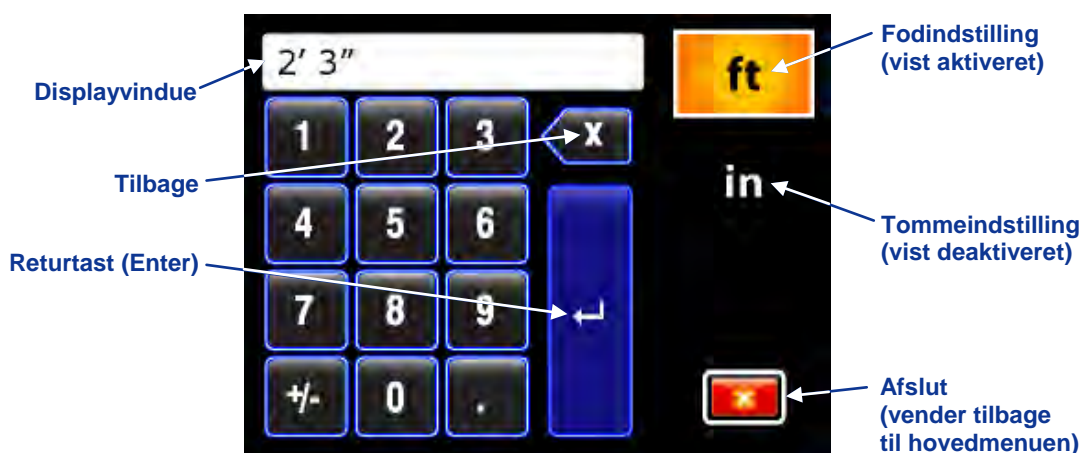 Fodindstilling
(vist aktiveret)
2′ 3″
ft
Displayvindue
1 2 3 X
Tilbage
in
4 5 6
Tommeindstilling
(vist deaktiveret)
Returtast (Enter)
7 8 9
+/- 0 .
Afslut
(vender tilbage
til hovedmenuen)